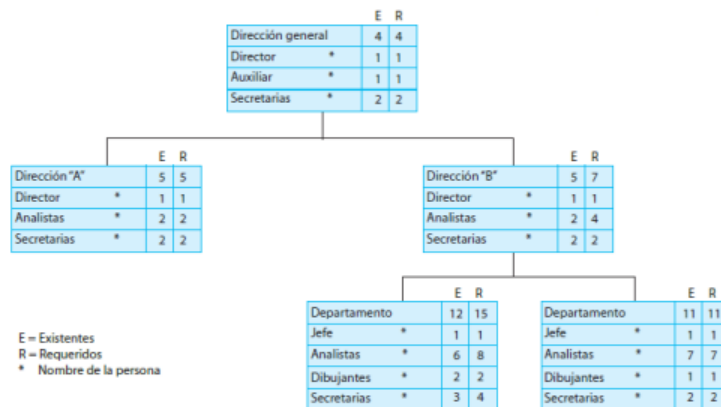 E R
Dirección general 4 4
Director * 1 1
Auxiliar * 1 1
Secretarias * 2 2
E R
Dirección "A" 5 5
Director * 1 1
Analistas * 2 2
Secretarias * 2 2
E R
Dirección "B" 5 7
Director * 1 1
Analistas * 2 4
Secretarias * 2 2
E R
Departamento 12 15
Jefe * 1 1
Analistas * 6 8
Dibujantes * 2 2
Secretarias * 3 4
E R
Departamento 11 11
Jefe * 1 1
Analistas * 7 7
Dibujantes * 1 1
Secretarias * 2 2
E = Existentes
R = Requeridos
* Nombre de la persona